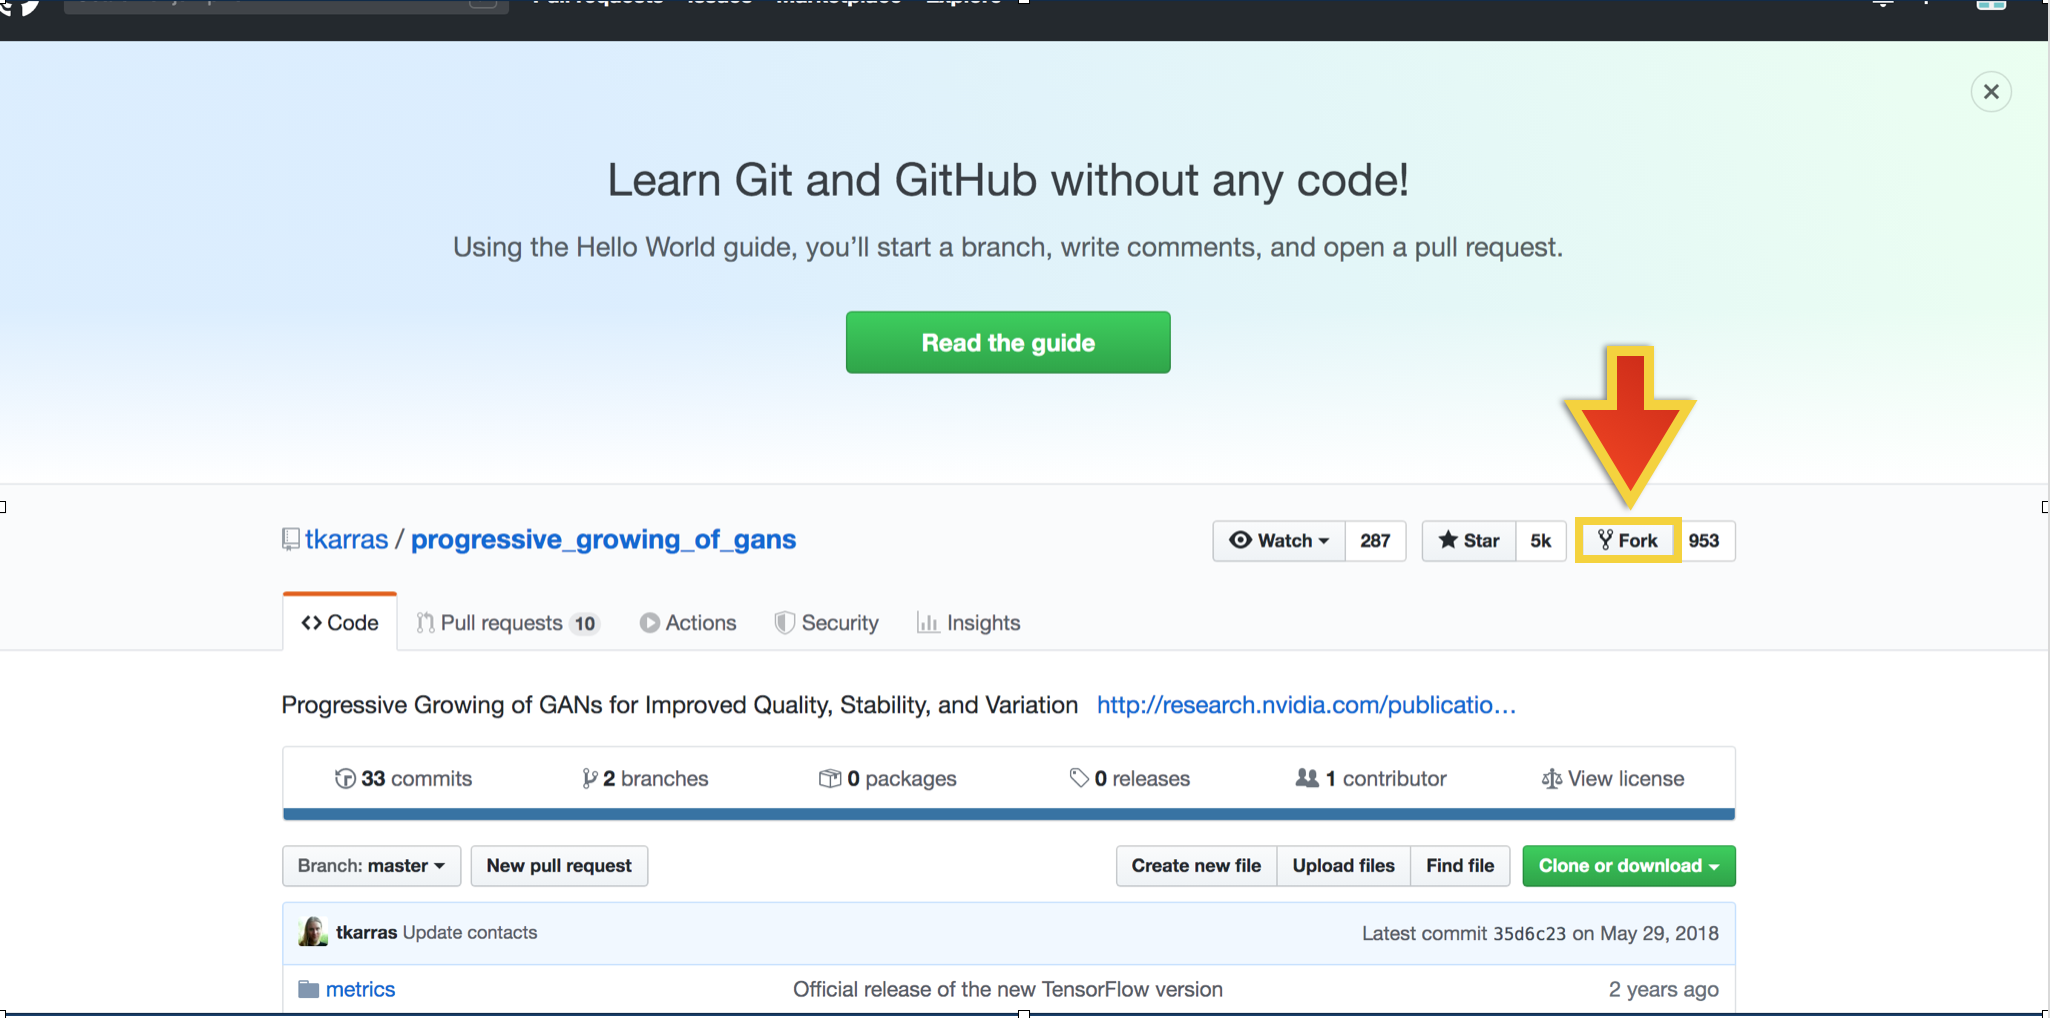 Pull requests Issues Marketplace Explore
Learn Git and GitHub without any code!
Using the Hello World guide, you’ll start a branch, write comments, and open a pull request.
Read the guide
tkarras / progressive_growing_of_gans
Watch 287 Star 5k Fork 953
Code Pull requests 10 Actions Security Insights
Progressive Growing of GANs for Improved Quality, Stability, and Variation http://research.nvidia.com/publicatio…
33 commits 2 branches 0 packages 0 releases 1 contributor View license
Branch: master New pull request Create new file Upload files Find file Clone or download
tkarras Update contacts Latest commit 35d6c23 on May 29, 2018
metrics Official release of the new TensorFlow version 2 years ago